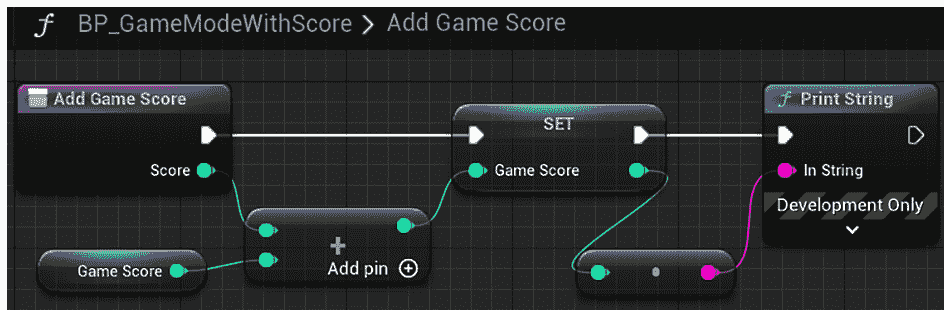 f BP_GameModeWithScore > Add Game Score
Add Game Score
SET
f Print String
Score
Game Score
In String
Development Only
+
Add pin
Game Score